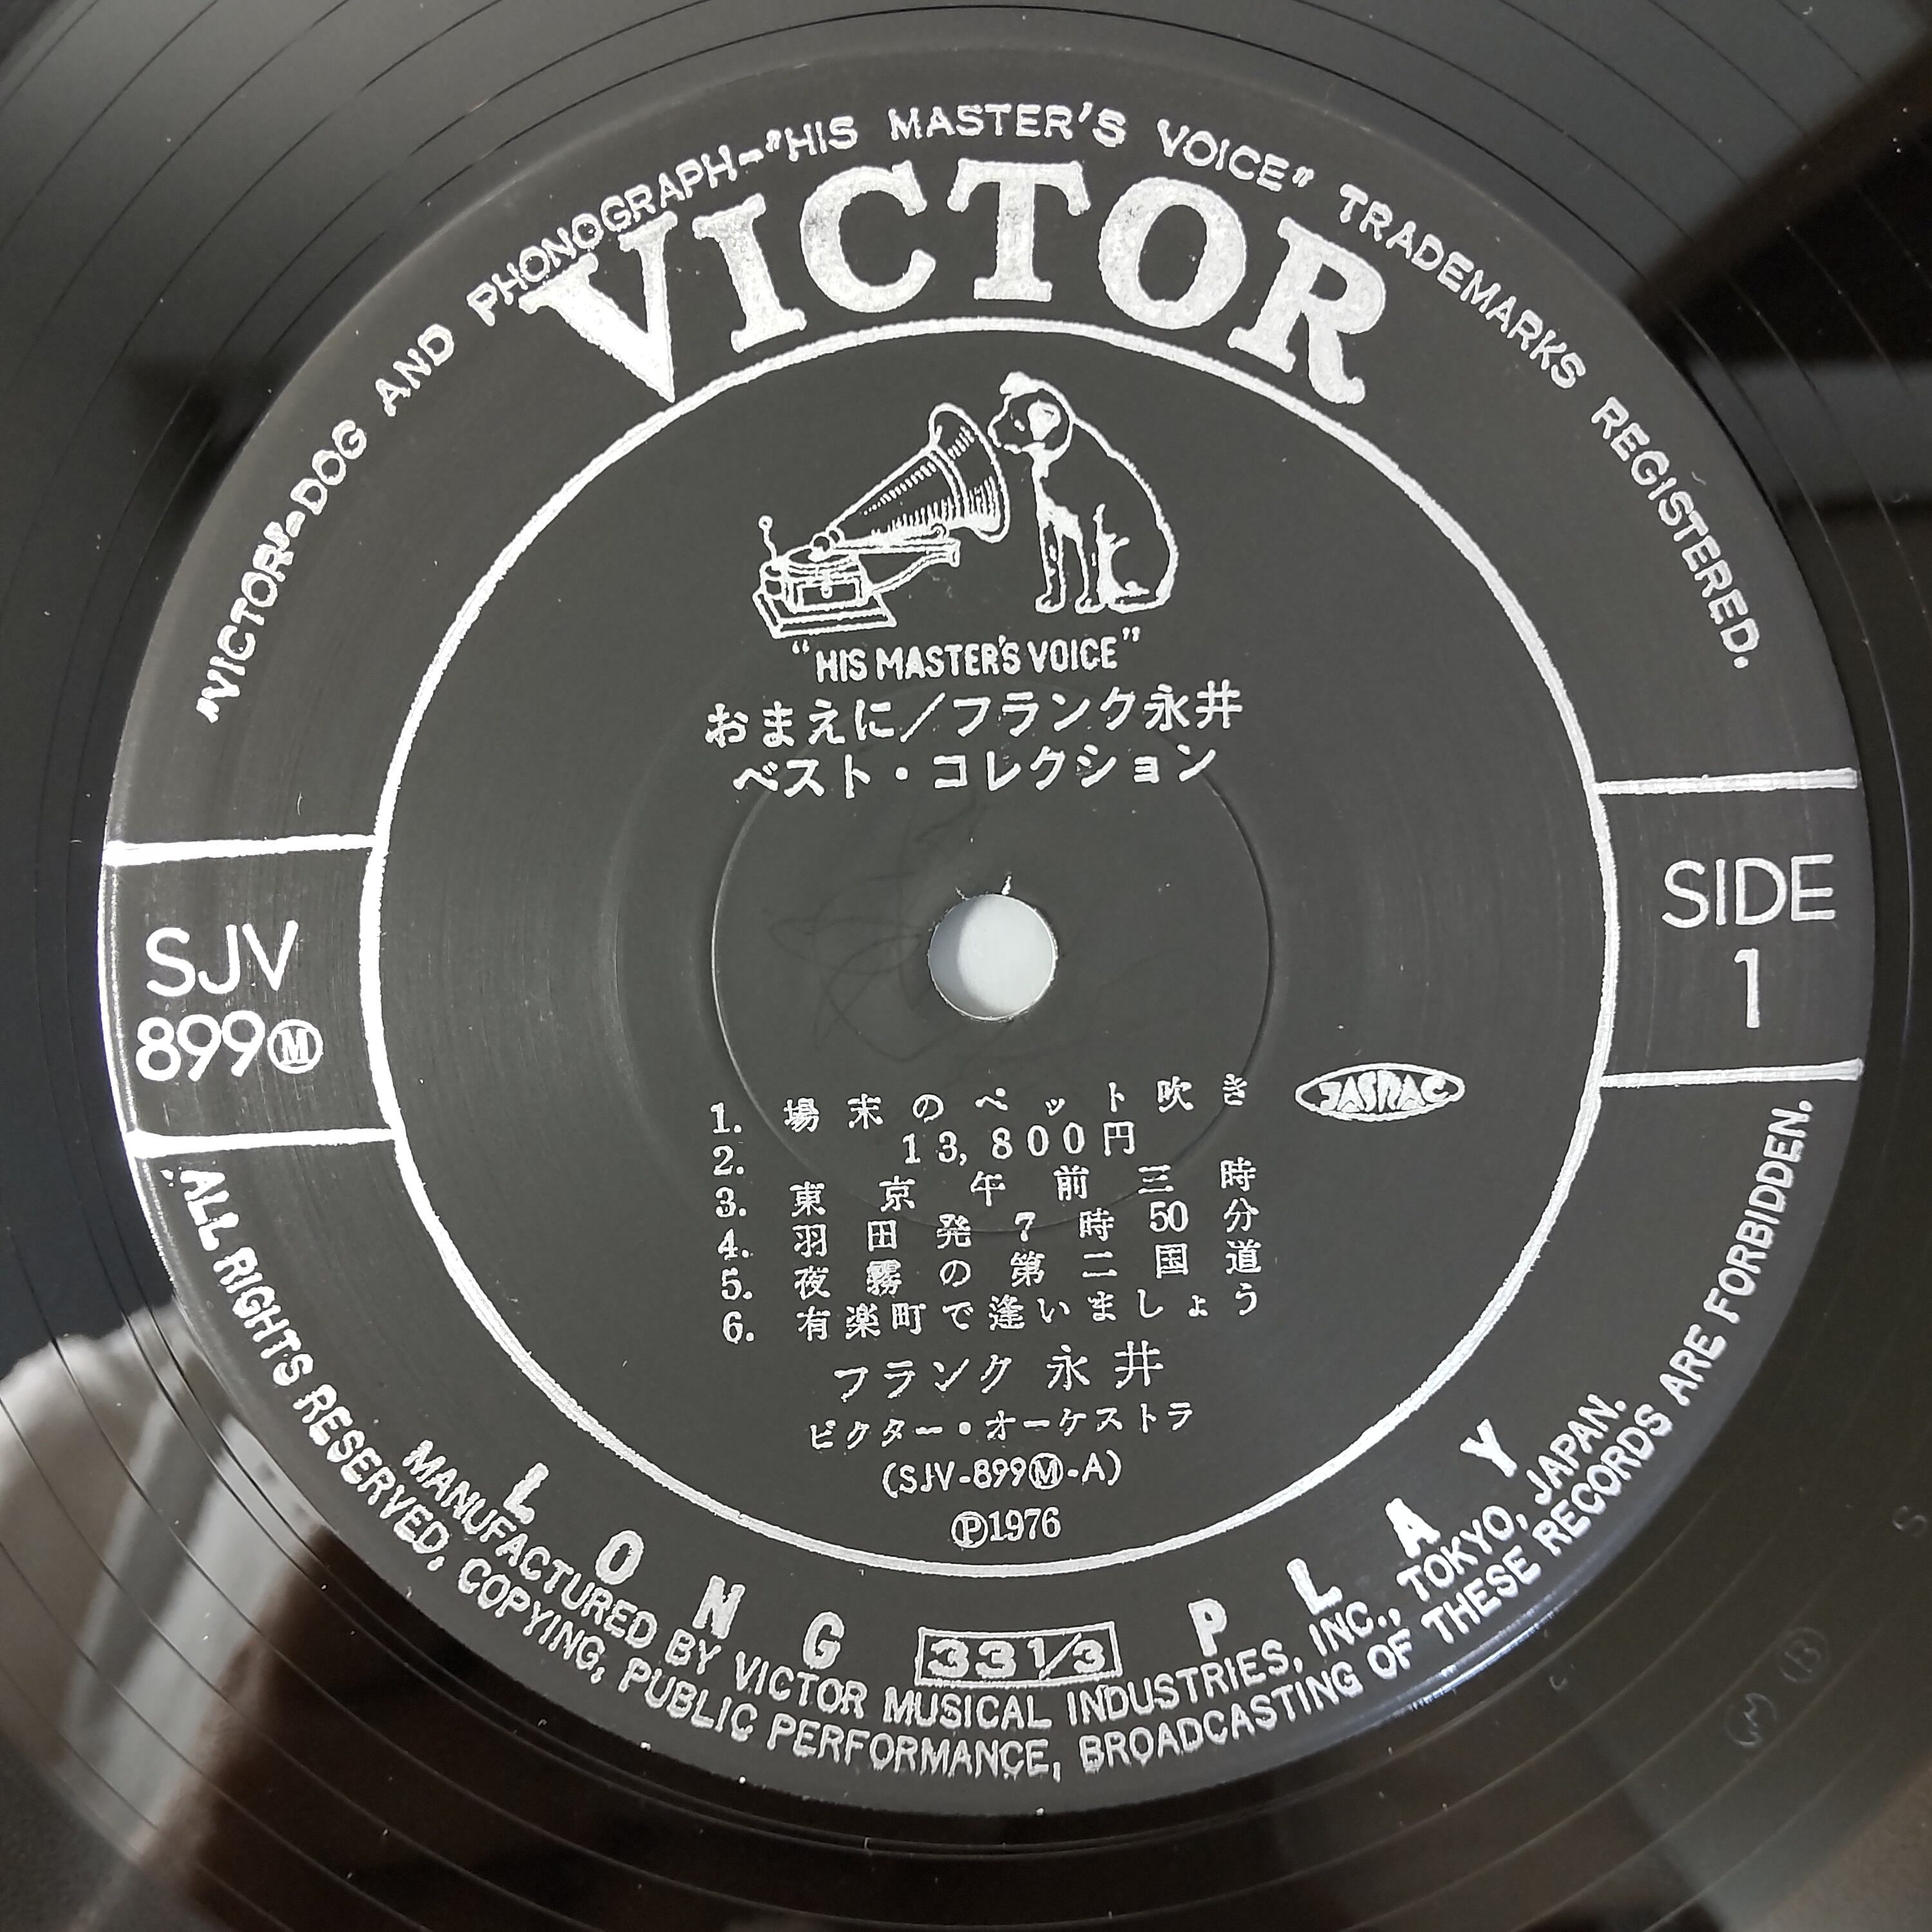 "VICTOR"-DOG AND PHONOGRAPH-"HIS MASTER'S VOICE" TRADEMARKS REGISTERED.
VICTOR
"HIS MASTER'S VOICE"
おまえに／フランク永井
ベスト・コレクション
SJV
899Ⓜ
SIDE
1
JASRAC
1. 場末のペット吹き
2. 13,800円
3. 東京午前三時
4. 羽田発7時50分
5. 夜霧の第二国道
6. 有楽町で逢いましょう
フランク永井
ビクター・オーケストラ
(SJV-899Ⓜ-A)
Ⓟ1976
LONG 33 1/3 PLAY
MANUFACTURED BY VICTOR MUSICAL INDUSTRIES, INC., TOKYO, JAPAN.
ALL RIGHTS RESERVED, COPYING, PUBLIC PERFORMANCE, BROADCASTING OF THESE RECORDS ARE FORBIDDEN.